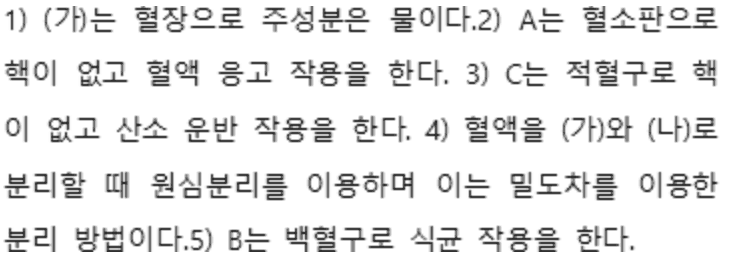 1) (가)는 혈장으로 주성분은 물이다.2) A는 혈소판으로
핵이 없고 혈액 응고 작용을 한다. 3) C는 적혈구로 핵
이 없고 산소 운반 작용을 한다. 4) 혈액을 (가)와 (나)로
분리할 때 원심분리를 이용하며 이는 밀도차를 이용한
분리 방법이다.5) B는 백혈구로 식균 작용을 한다.